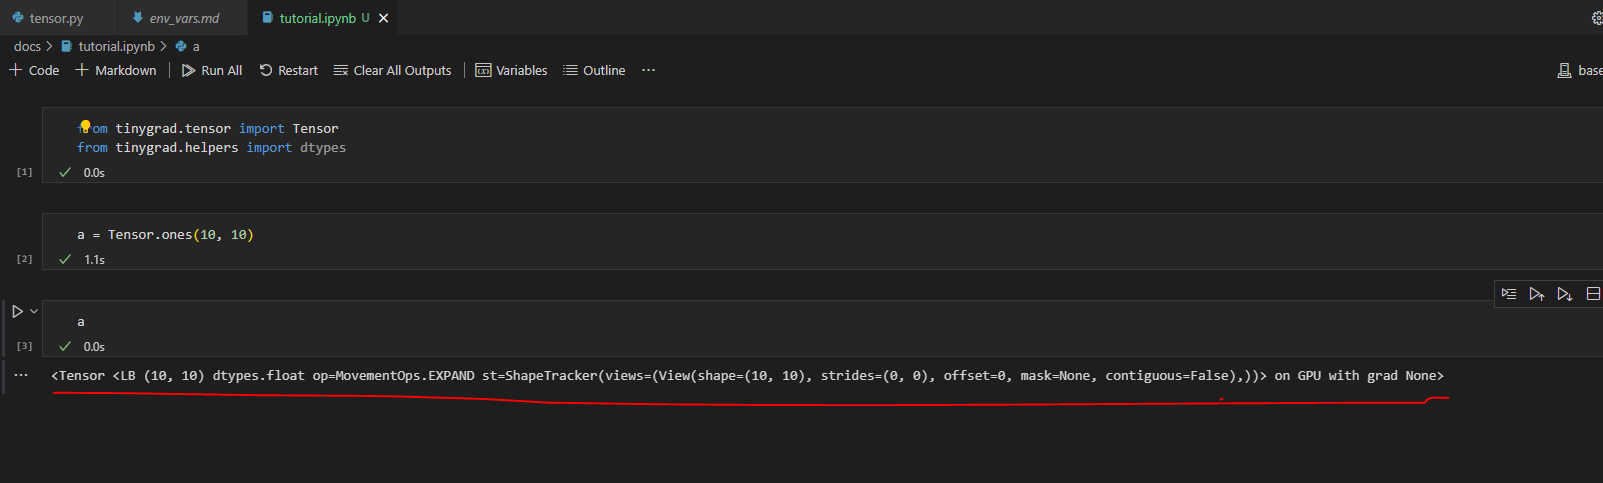 tensor.py env_vars.md tutorial.ipynb U
docs > tutorial.ipynb > a
+ Code + Markdown | Run All Restart Clear All Outputs | Variables Outline ...
base
from tinygrad.tensor import Tensor
from tinygrad.helpers import dtypes
[1] 0.0s
a = Tensor.ones(10, 10)
[2] 1.1s
a
[3] 0.0s
... <Tensor <LB (10, 10) dtypes.float op=MovementOps.EXPAND st=ShapeTracker(views=(View(shape=(10, 10), strides=(0, 0), offset=0, mask=None, contiguous=False),))> on GPU with grad None>